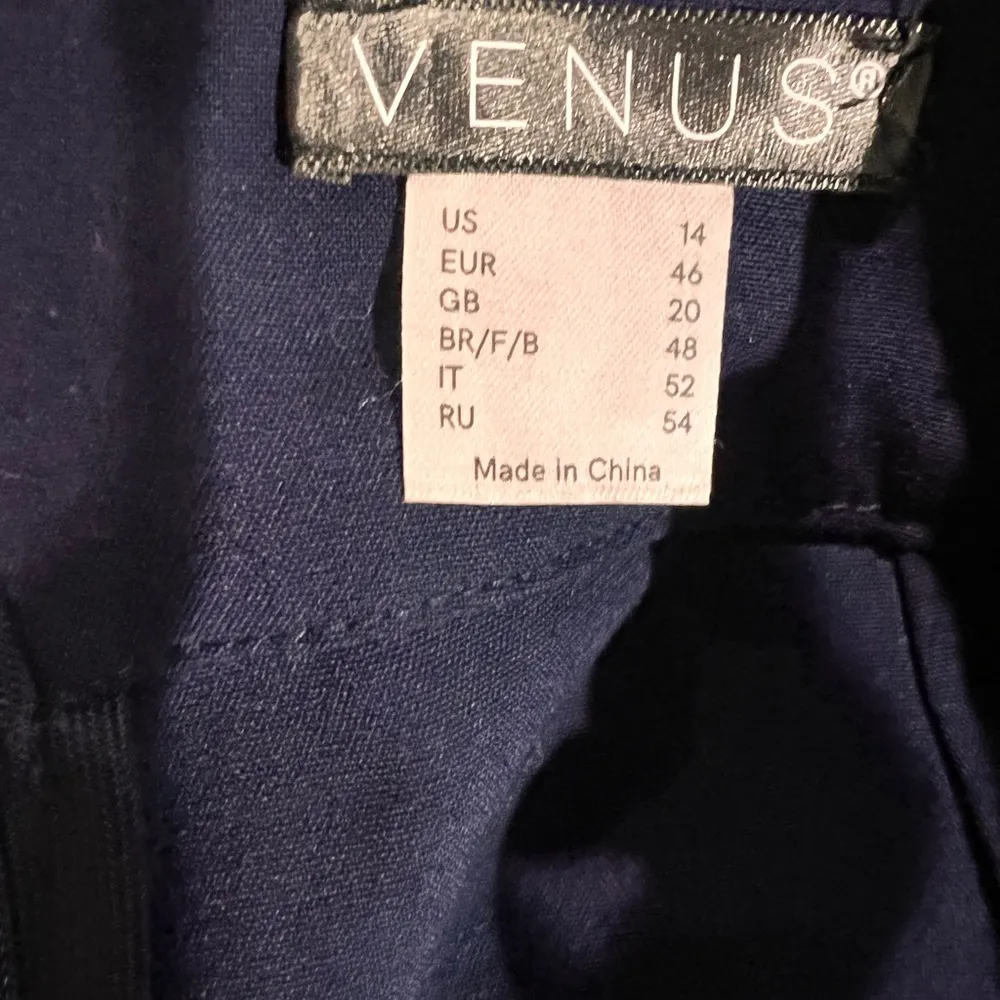 VENUS®
US 14
EUR 46
GB 20
BR/F/B 48
IT 52
RU 54
Made in China